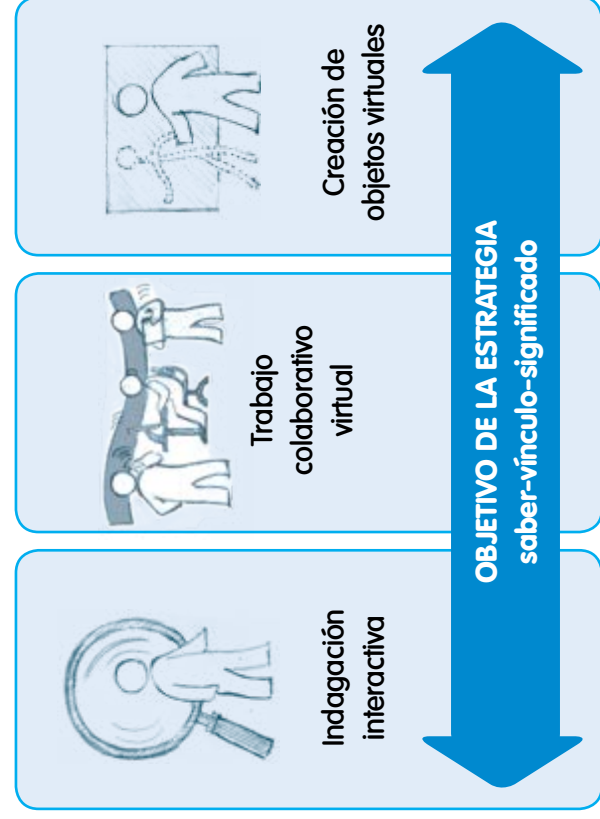 Indagación
interactiva
Trabajo
colaborativo
virtual
Creación de
objetos virtuales
OBJETIVO DE LA ESTRATEGIA
saber-vínculo-significado